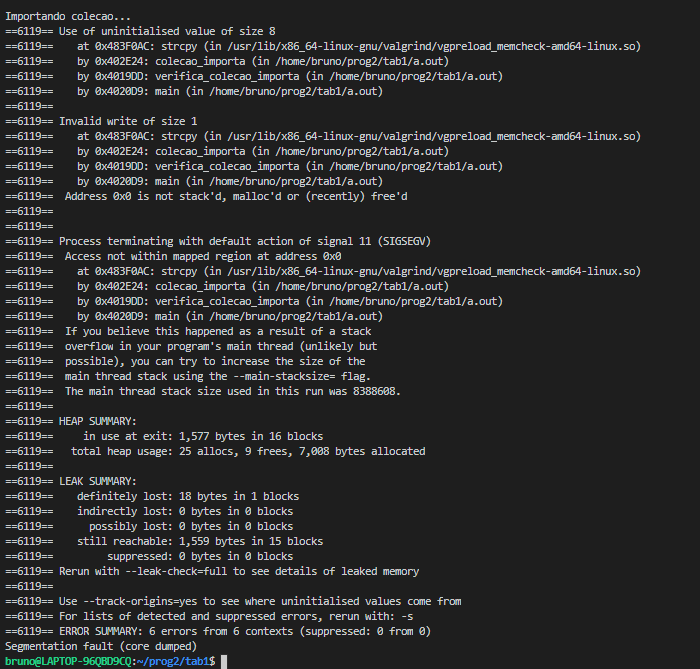 Importando colecao...
==6119== Use of uninitialised value of size 8
==6119==    at 0x483F0AC: strcpy (in /usr/lib/x86_64-linux-gnu/valgrind/vgpreload_memcheck-amd64-linux.so)
==6119==    by 0x402E24: colecao_importa (in /home/bruno/prog2/tab1/a.out)
==6119==    by 0x4019DD: verifica_colecao_importa (in /home/bruno/prog2/tab1/a.out)
==6119==    by 0x4020D9: main (in /home/bruno/prog2/tab1/a.out)
==6119==
==6119== Invalid write of size 1
==6119==    at 0x483F0AC: strcpy (in /usr/lib/x86_64-linux-gnu/valgrind/vgpreload_memcheck-amd64-linux.so)
==6119==    by 0x402E24: colecao_importa (in /home/bruno/prog2/tab1/a.out)
==6119==    by 0x4019DD: verifica_colecao_importa (in /home/bruno/prog2/tab1/a.out)
==6119==    by 0x4020D9: main (in /home/bruno/prog2/tab1/a.out)
==6119==  Address 0x0 is not stack'd, malloc'd or (recently) free'd
==6119==
==6119==
==6119== Process terminating with default action of signal 11 (SIGSEGV)
==6119==  Access not within mapped region at address 0x0
==6119==    at 0x483F0AC: strcpy (in /usr/lib/x86_64-linux-gnu/valgrind/vgpreload_memcheck-amd64-linux.so)
==6119==    by 0x402E24: colecao_importa (in /home/bruno/prog2/tab1/a.out)
==6119==    by 0x4019DD: verifica_colecao_importa (in /home/bruno/prog2/tab1/a.out)
==6119==    by 0x4020D9: main (in /home/bruno/prog2/tab1/a.out)
==6119==  If you believe this happened as a result of a stack
==6119==  overflow in your program's main thread (unlikely but
==6119==  possible), you can try to increase the size of the
==6119==  main thread stack using the --main-stacksize= flag.
==6119==  The main thread stack size used in this run was 8388608.
==6119==
==6119== HEAP SUMMARY:
==6119==     in use at exit: 1,577 bytes in 16 blocks
==6119==   total heap usage: 25 allocs, 9 frees, 7,008 bytes allocated
==6119==
==6119== LEAK SUMMARY:
==6119==    definitely lost: 18 bytes in 1 blocks
==6119==    indirectly lost: 0 bytes in 0 blocks
==6119==      possibly lost: 0 bytes in 0 blocks
==6119==    still reachable: 1,559 bytes in 15 blocks
==6119==         suppressed: 0 bytes in 0 blocks
==6119== Rerun with --leak-check=full to see details of leaked memory
==6119==
==6119== Use --track-origins=yes to see where uninitialised values come from
==6119== For lists of detected and suppressed errors, rerun with: -s
==6119== ERROR SUMMARY: 6 errors from 6 contexts (suppressed: 0 from 0)
Segmentation fault (core dumped)
bruno@LAPTOP-96QBD9CQ:~/prog2/tab1$